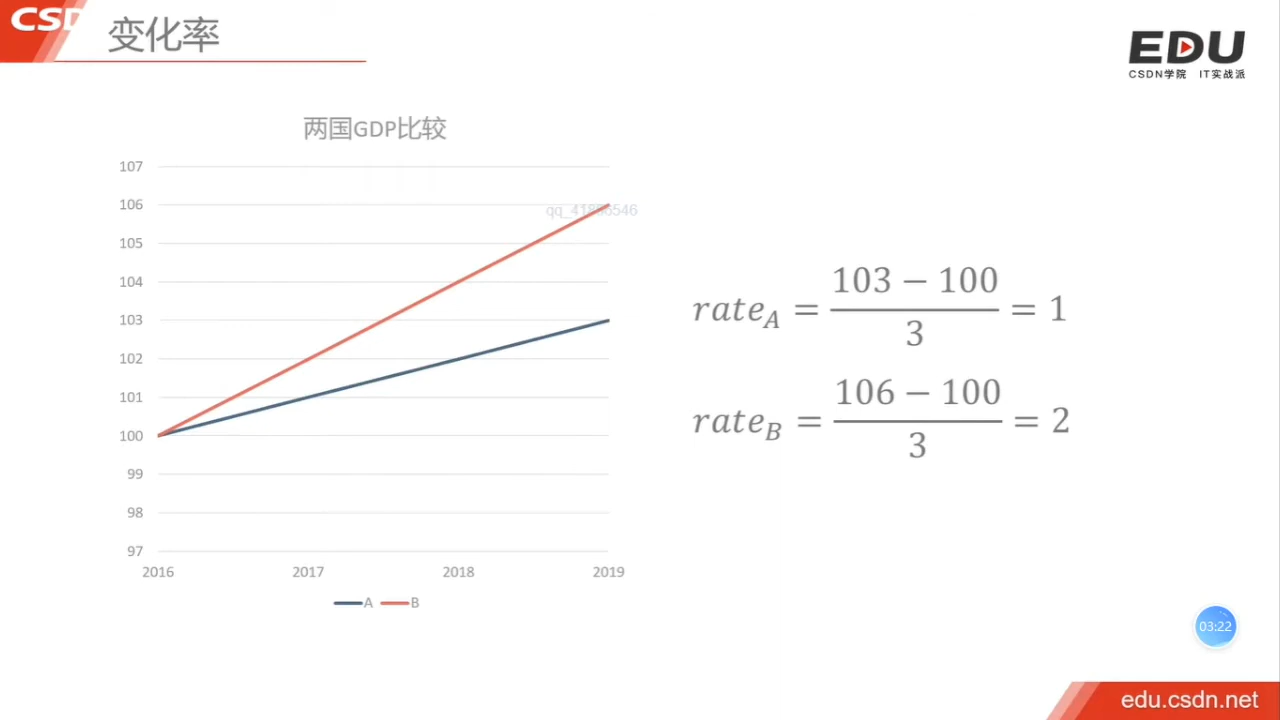 CSD
变化率
EDU
CSDN学院 IT实战派
两国GDP比较
107
106
105
104
103
102
101
100
99
98
97
2016 2017 2018 2019
A B
rate_A = (103 − 100) / 3 = 1
rate_B = (106 − 100) / 3 = 2
03:22
edu.csdn.net